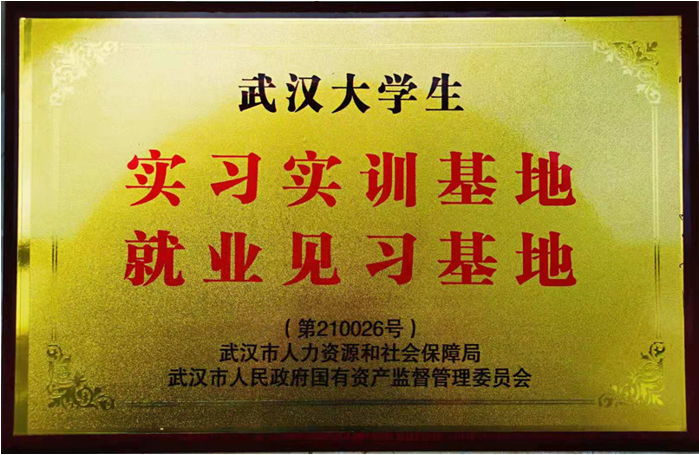 武汉大学生
实习实训基地
就业见习基地
（第210026号）
武汉市人力资源和社会保障局
武汉市人民政府国有资产监督管理委员会